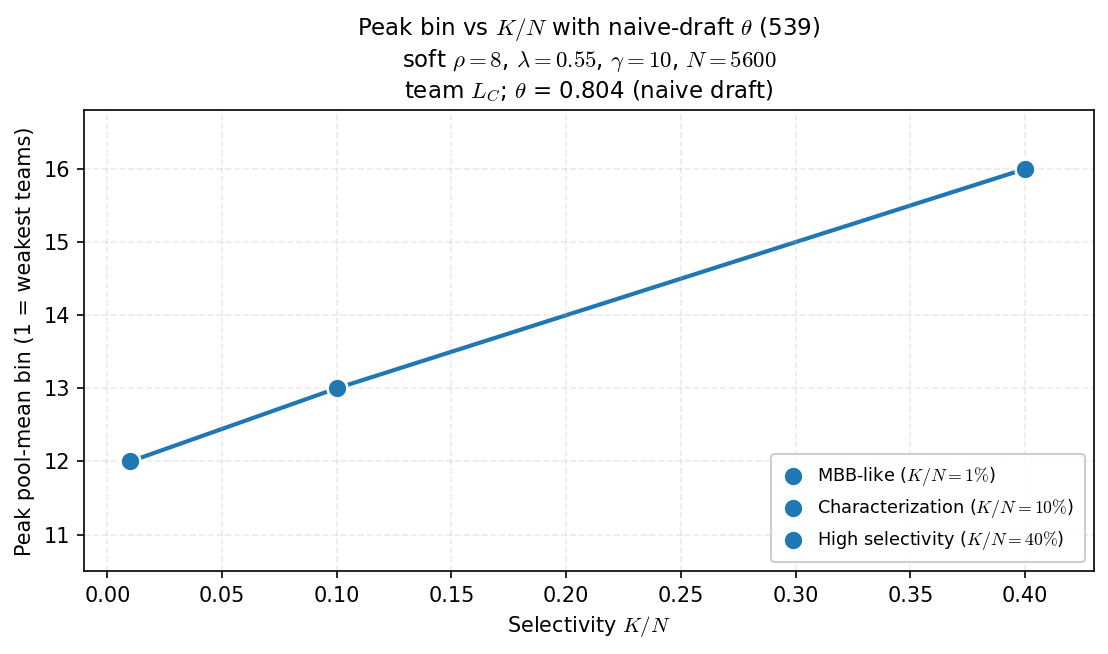 Peak bin vs K/N with naive-draft θ (539)
soft ρ = 8, λ = 0.55, γ = 10, N = 5600
team L_C; θ = 0.804 (naive draft)
Peak pool-mean bin (1 = weakest teams)
16
15
14
13
12
11
MBB-like (K/N = 1%)
Characterization (K/N = 10%)
High selectivity (K/N = 40%)
0.00 0.05 0.10 0.15 0.20 0.25 0.30 0.35 0.40
Selectivity K/N